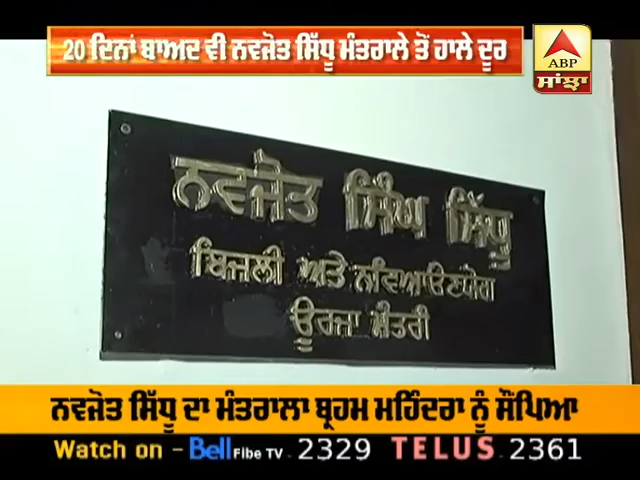 20 ਦਿਨਾਂ ਬਾਅਦ ਵੀ ਨਵਜੋਤ ਸਿੱਧੂ ਮੰਤਰਾਲੇ ਤੋਂ ਹਾਲੇ ਦੂਰ
ABP
ਸਾਂਝਾ
ਨਵਜੋਤ ਸਿੰਘ ਸਿੱਧੂ
ਬਿਜਲੀ ਅਤੇ ਨਵਿਆਉਣਯੋਗ
ਊਰਜਾ ਮੰਤਰੀ
ਨਵਜੋਤ ਸਿੱਧੂ ਦਾ ਮੰਤਰਾਲਾ ਬ੍ਰਹਮ ਮਹਿੰਦਰਾ ਨੂੰ ਸੌਂਪਿਆ
Watch on - Bell Fibe TV 2329 TELUS 2361